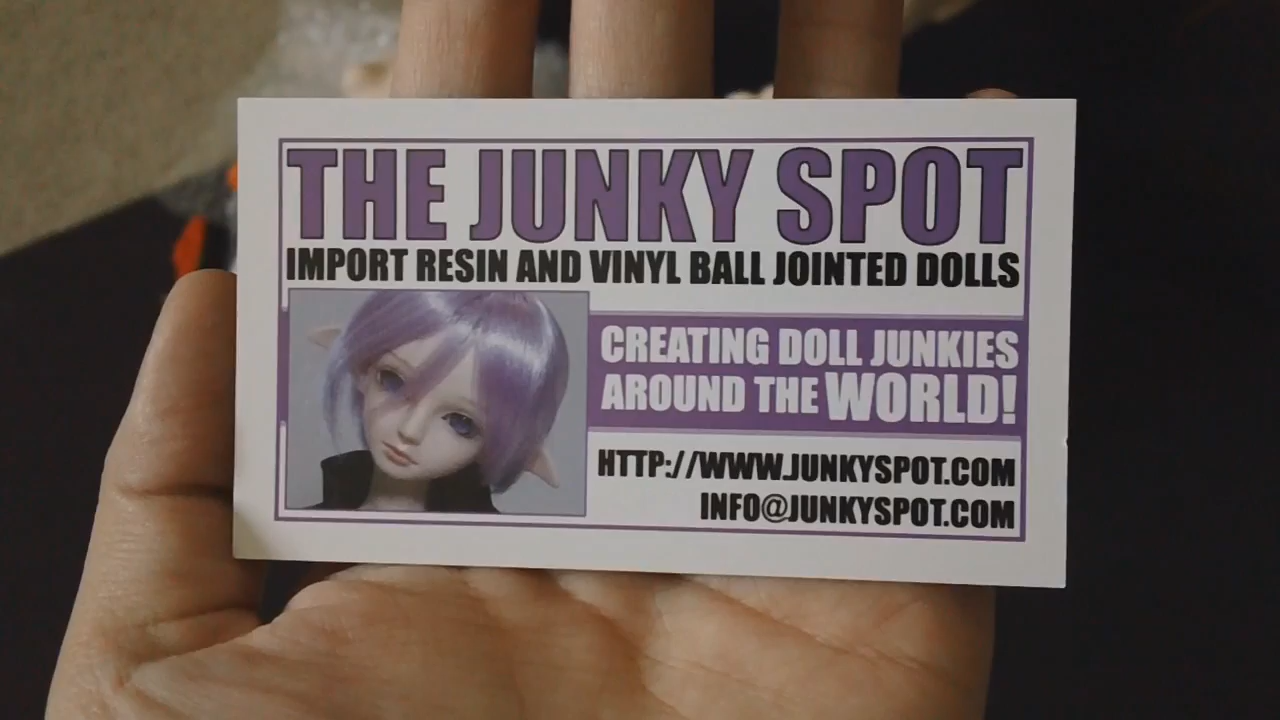 THE JUNKY SPOT
IMPORT RESIN AND VINYL BALL JOINTED DOLLS
CREATING DOLL JUNKIES
AROUND THE WORLD!
HTTP://WWW.JUNKYSPOT.COM
INFO@JUNKYSPOT.COM